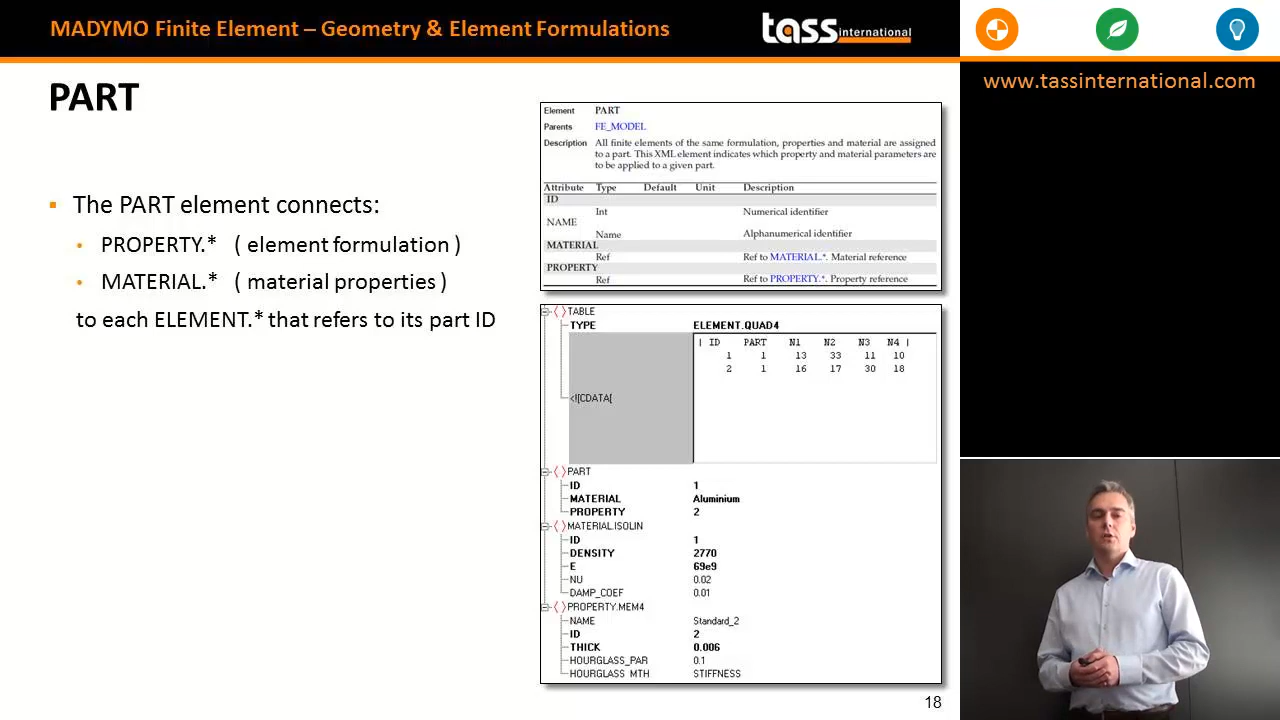 MADYMO Finite Element – Geometry & Element Formulations
tass international
www.tassinternational.com
PART
▪ The PART element connects:
• PROPERTY.* ( element formulation )
• MATERIAL.* ( material properties )
to each ELEMENT.* that refers to its part ID
Element PART
Parents FE_MODEL
Description All finite elements of the same formulation, properties and material are assigned
to a part. This XML element indicates which property and material parameters are
to be applied to a given part.
Attribute Type Default Unit Description
ID
Int Numerical identifier
NAME
Name Alphanumerical identifier
MATERIAL
Ref Ref to MATERIAL.*. Material reference
PROPERTY
Ref Ref to PROPERTY.*. Property reference
TABLE
TYPE ELEMENT.QUAD4
| ID PART N1 N2 N3 N4 |
1 1 13 33 11 10
2 1 16 17 30 18
<![CDATA[
PART
ID 1
MATERIAL Aluminium
PROPERTY 2
MATERIAL.ISOLIN
ID 1
DENSITY 2770
E 69e9
NU 0.02
DAMP_COEF 0.01
PROPERTY.MEM4
NAME Standard_2
ID 2
THICK 0.006
HOURGLASS_PAR 0.1
HOURGLASS_MTH STIFFNESS
18